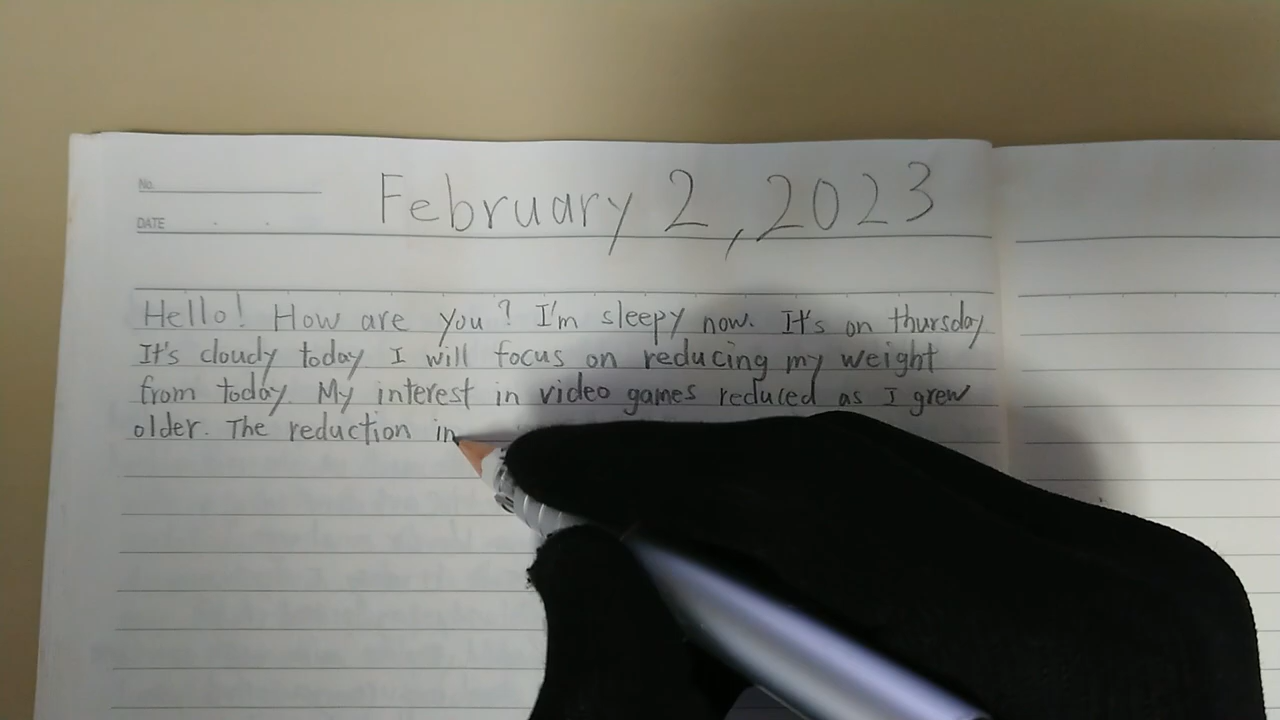 No.
DATE
February 2, 2023
Hello! How are you? I'm sleepy now. It's on thursday
It's cloudy today I will focus on reducing my weight
from today. My interest in video games reduced as I grew
older. The reduction in